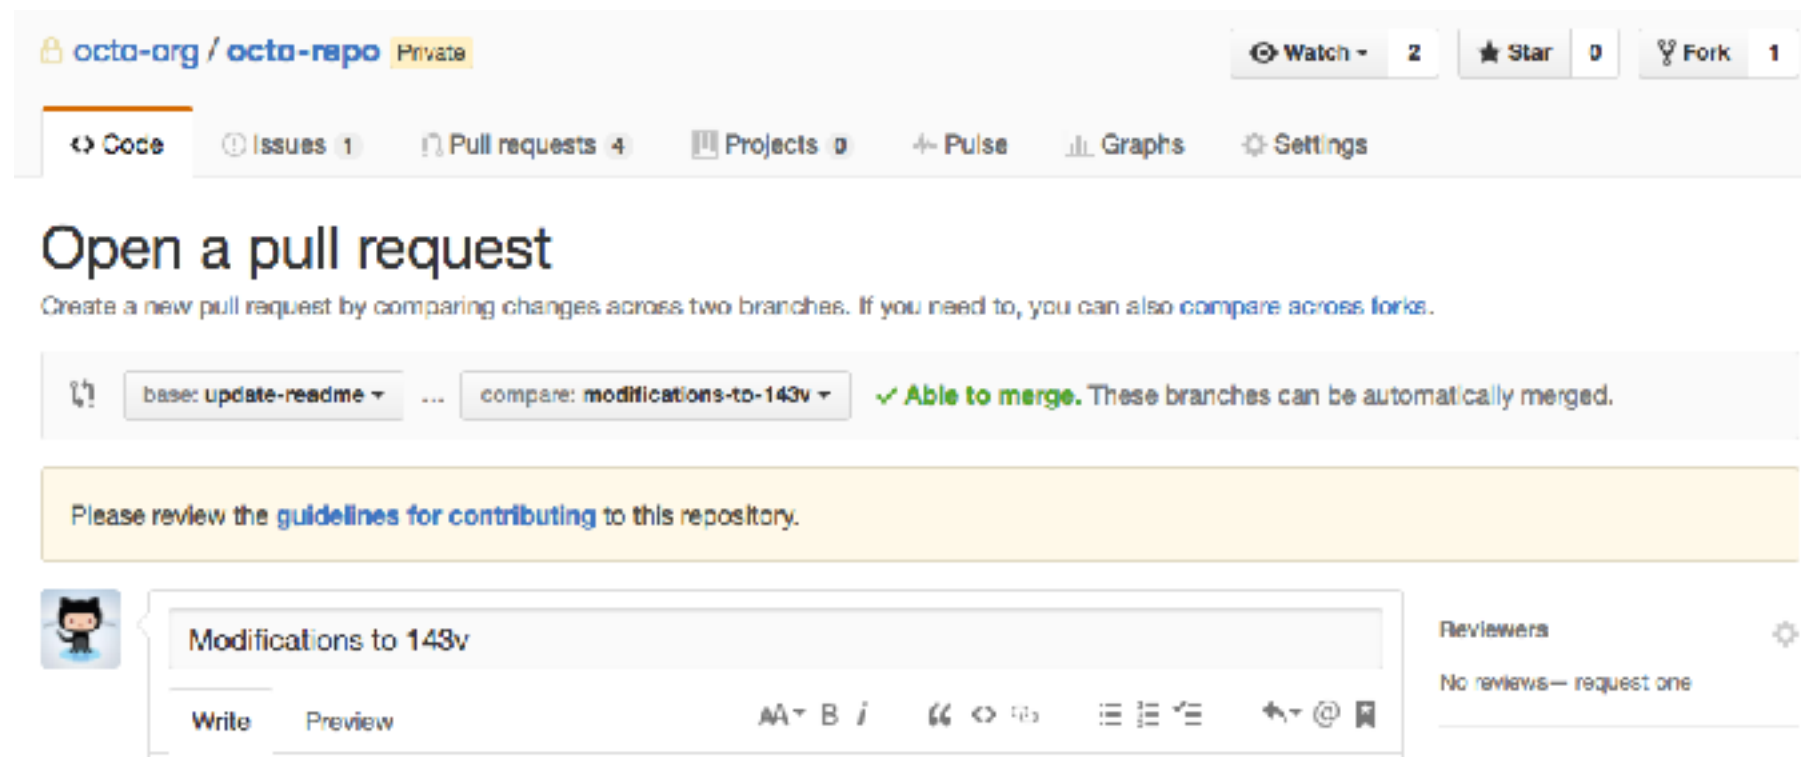 octo-org / octo-repo Private Watch 2 Star 0 Fork 1
Code Issues 1 Pull requests 4 Projects 0 Pulse Graphs Settings
Open a pull request
Create a new pull request by comparing changes across two branches. If you need to, you can also compare across forks.
base: update-readme ... compare: modifications-to-143v ✓ Able to merge. These branches can be automatically merged.
Please review the guidelines for contributing to this repository.
Modifications to 143v
Reviewers
No reviews—request one
Write Preview AA B i “ <> @